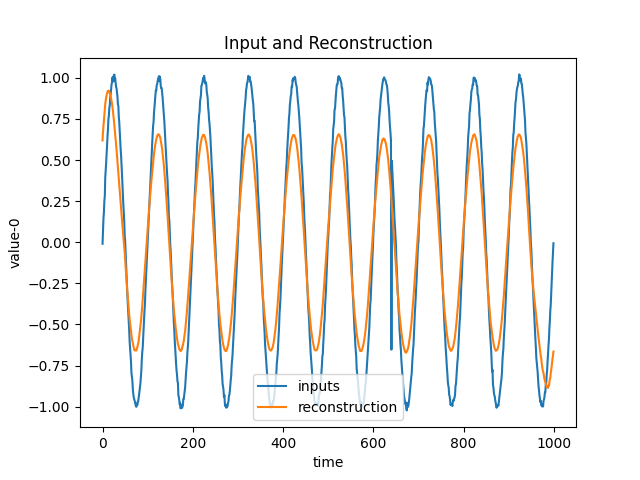 Input and Reconstruction
1.00
0.75
0.50
0.25
0.00
−0.25
−0.50
−0.75
−1.00
value-0
inputs
reconstruction
0 200 400 600 800 1000
time